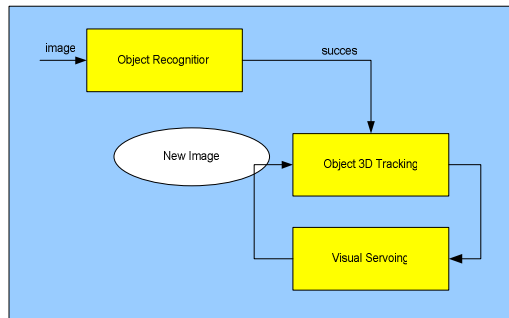 image
succes
Object Recognitior
New Image
Object 3D Tracking
Visual Servoing